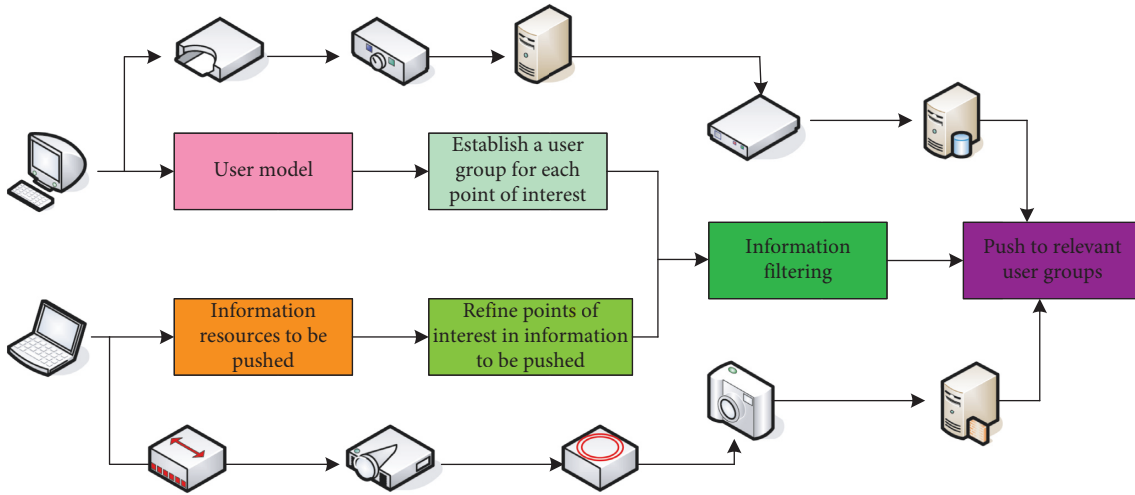 User model
Establish a user
group for each
point of interest
Information
filtering
Push to relevant
user groups
Information
resources to be
pushed
Refine points of
interest in information
to be pushed